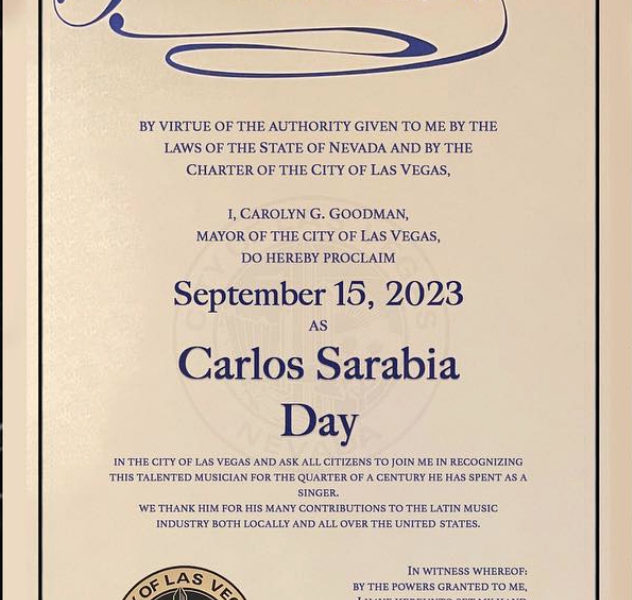 BY VIRTUE OF THE AUTHORITY GIVEN TO ME BY THE
LAWS OF THE STATE OF NEVADA AND BY THE
CHARTER OF THE CITY OF LAS VEGAS,
I, CAROLYN G. GOODMAN,
MAYOR OF THE CITY OF LAS VEGAS,
DO HEREBY PROCLAIM
September 15, 2023
AS
Carlos Sarabia
Day
IN THE CITY OF LAS VEGAS AND ASK ALL CITIZENS TO JOIN ME IN RECOGNIZING
THIS TALENTED MUSICIAN FOR THE QUARTER OF A CENTURY HE HAS SPENT AS A
SINGER.
WE THANK HIM FOR HIS MANY CONTRIBUTIONS TO THE LATIN MUSIC
INDUSTRY BOTH LOCALLY AND ALL OVER THE UNITED STATES.
OF LAS VE
IN WITNESS WHEREOF:
BY THE POWERS GRANTED TO ME,